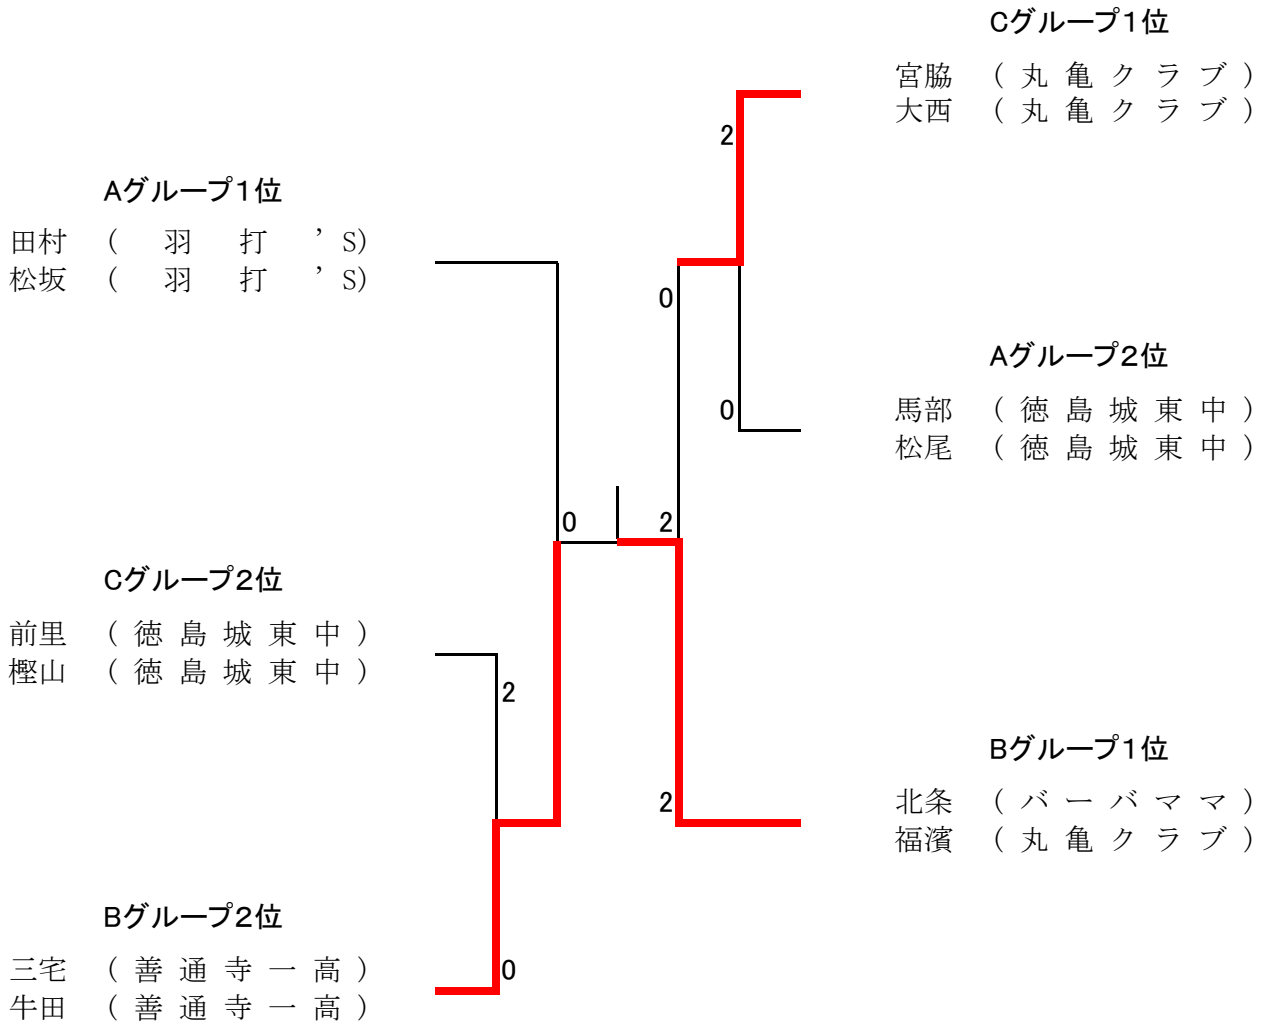 Cグループ1位
宮脇 (丸亀クラブ)
大西 (丸亀クラブ)
2
Aグループ1位
田村 ( 羽 打 ’S)
松坂 ( 羽 打 ’S)
0
Aグループ2位
馬部 (徳島城東中)
松尾 (徳島城東中)
0
0
2
Cグループ2位
前里 (徳島城東中)
樫山 (徳島城東中)
2
Bグループ1位
北条 (バーバママ)
福濱 (丸亀クラブ)
2
Bグループ2位
三宅 (善通寺一高)
牛田 (善通寺一高)
0